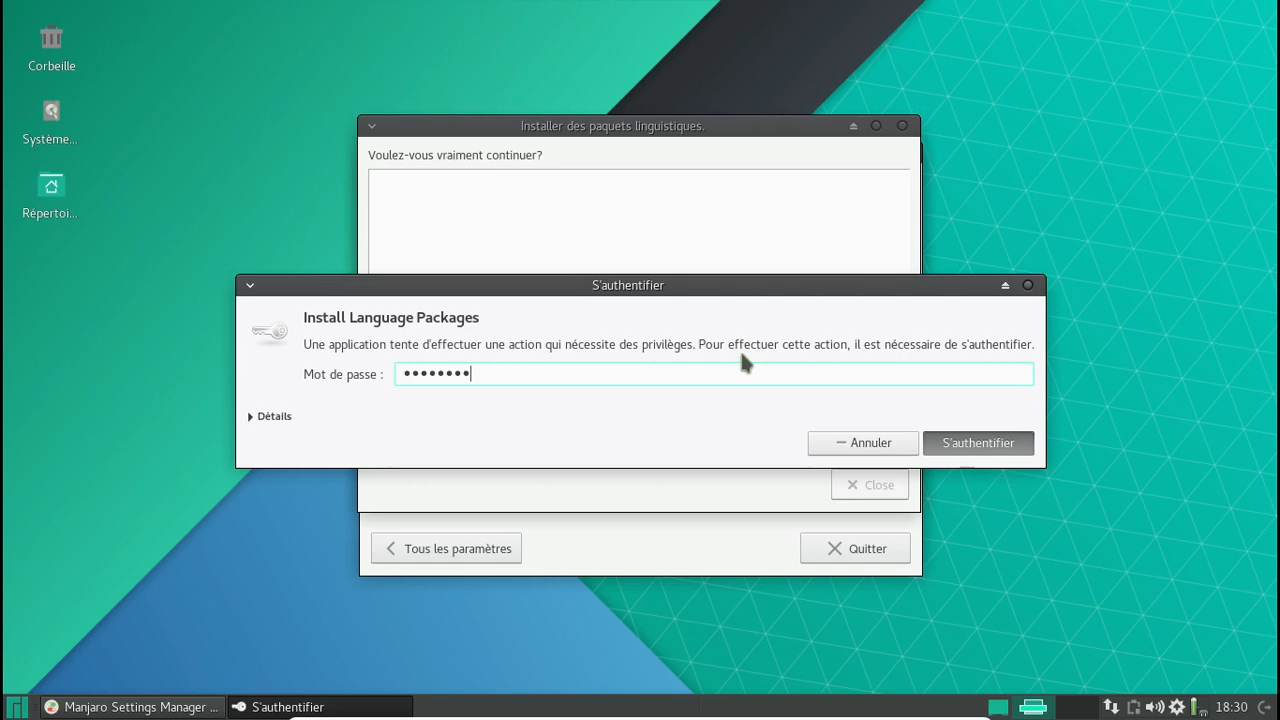 Corbeille
Système...
Répertoi...
Installer des paquets linguistiques.
Voulez-vous vraiment continuer?
S'authentifier
Install Language Packages
Une application tente d'effectuer une action qui nécessite des privilèges. Pour effectuer cette action, il est nécessaire de s'authentifier.
Mot de passe : ••••••••
Détails
Annuler
S'authentifier
Close
Tous les paramètres
Quitter
Manjaro Settings Manager ...
S'authentifier
18:30